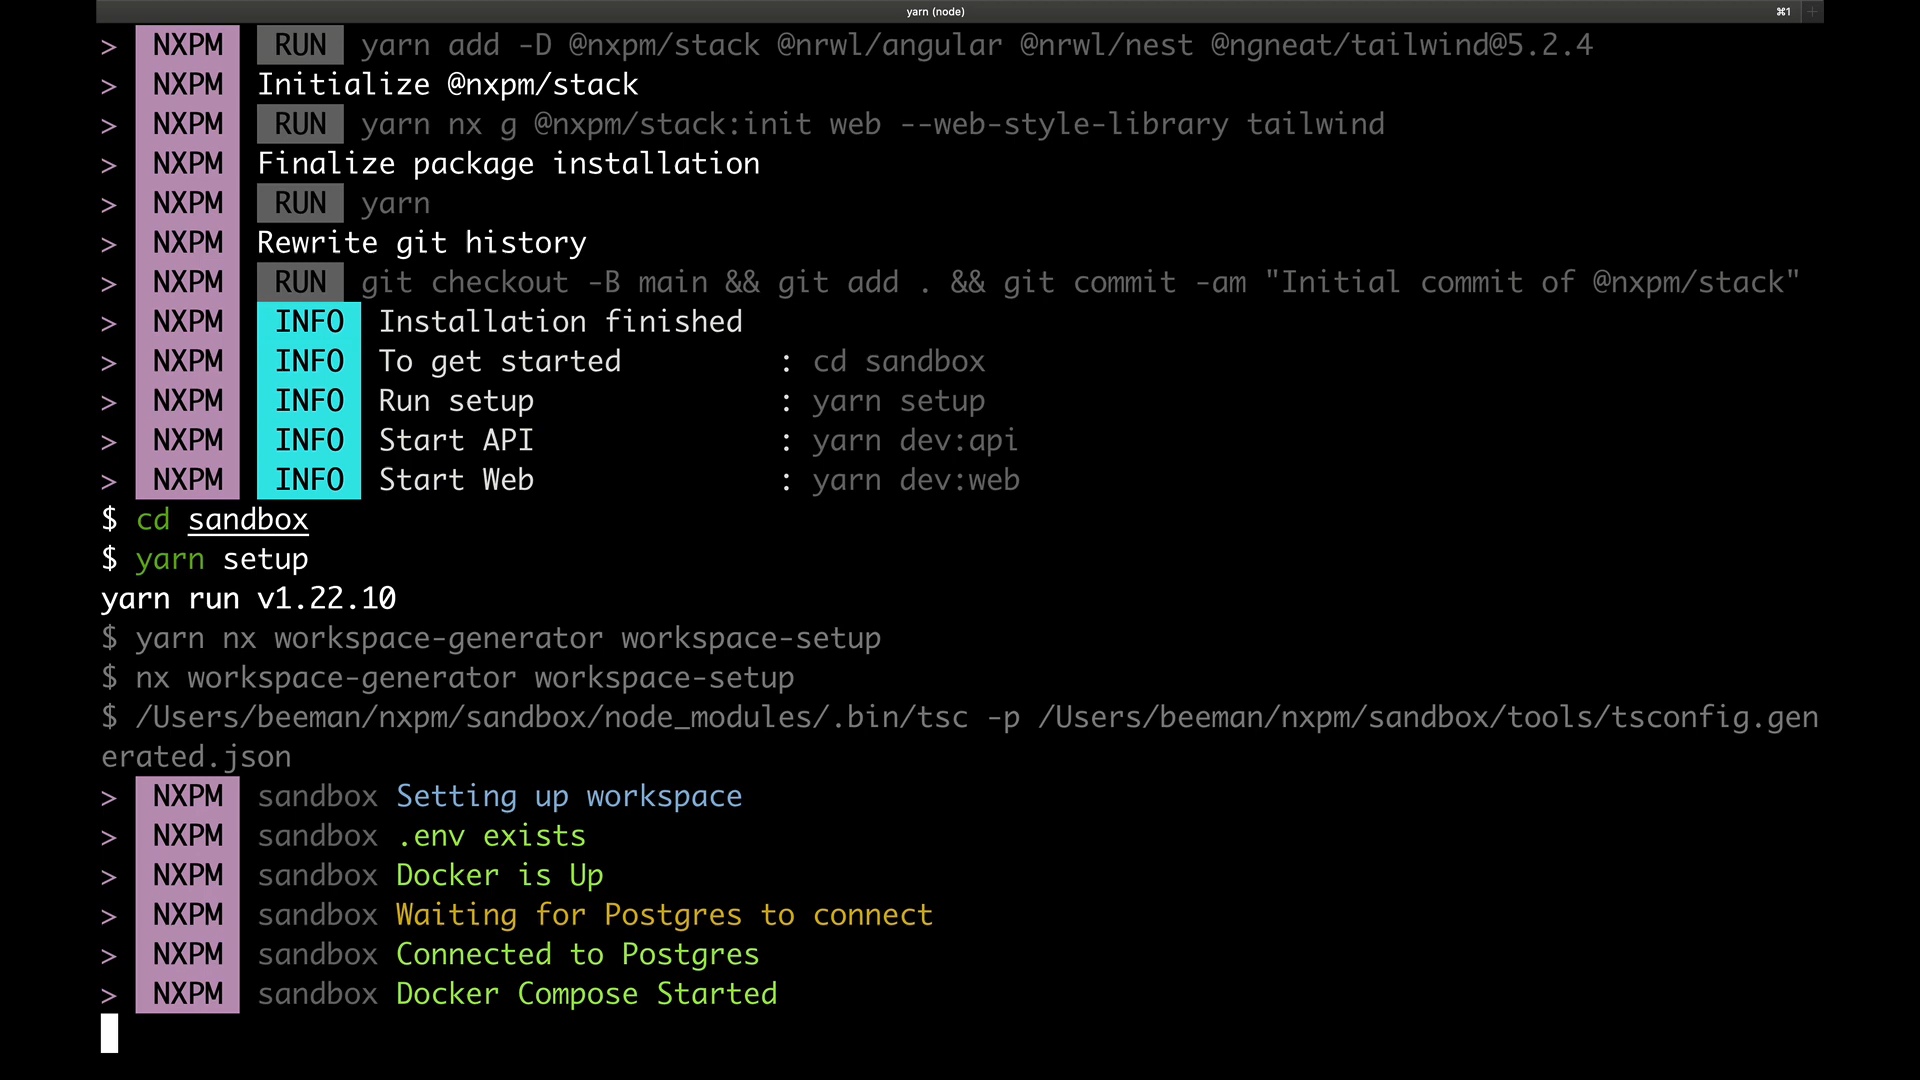 yarn (node)
⌘1
> NXPM RUN yarn add -D @nxpm/stack @nrwl/angular @nrwl/nest @ngneat/tailwind@5.2.4
> NXPM Initialize @nxpm/stack
> NXPM RUN yarn nx g @nxpm/stack:init web --web-style-library tailwind
> NXPM Finalize package installation
> NXPM RUN yarn
> NXPM Rewrite git history
> NXPM RUN git checkout -B main && git add . && git commit -am "Initial commit of @nxpm/stack"
> NXPM INFO Installation finished
> NXPM INFO To get started : cd sandbox
> NXPM INFO Run setup : yarn setup
> NXPM INFO Start API : yarn dev:api
> NXPM INFO Start Web : yarn dev:web
$ cd sandbox
$ yarn setup
yarn run v1.22.10
$ yarn nx workspace-generator workspace-setup
$ nx workspace-generator workspace-setup
$ /Users/beeman/nxpm/sandbox/node_modules/.bin/tsc -p /Users/beeman/nxpm/sandbox/tools/tsconfig.gen
erated.json
> NXPM sandbox Setting up workspace
> NXPM sandbox .env exists
> NXPM sandbox Docker is Up
> NXPM sandbox Waiting for Postgres to connect
> NXPM sandbox Connected to Postgres
> NXPM sandbox Docker Compose Started